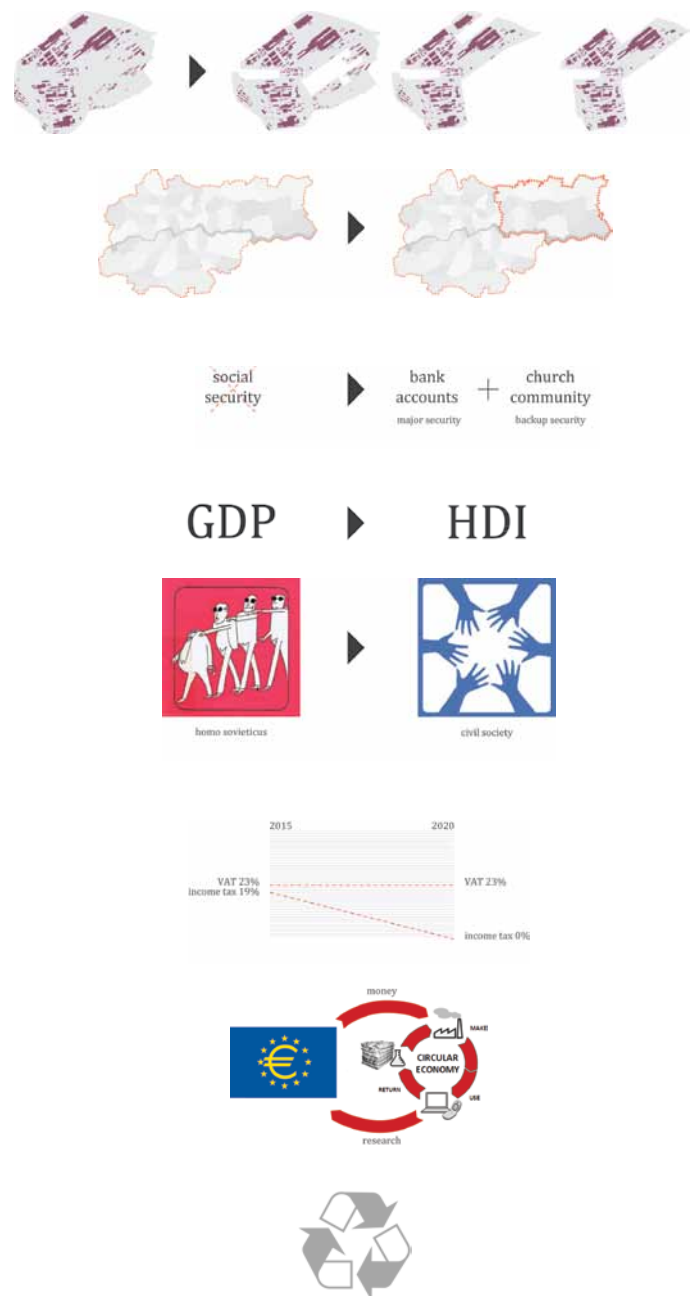 social
security
bank
accounts
major security
+
church
community
backup security
GDP
HDI
homo sovieticus
civil society
2015
2020
VAT 23%
income tax 19%
VAT 23%
income tax 0%
money
MAKE!
CIRCULAR
ECONOMY
RETURN
USE
research